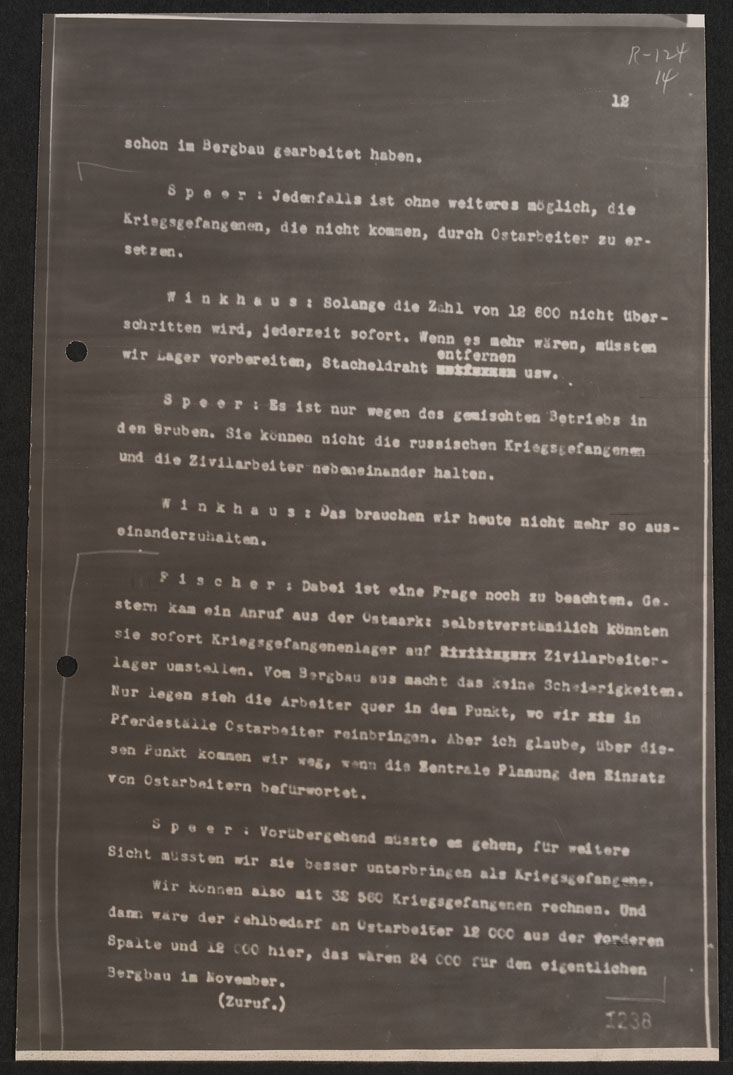 R-124
14
12
schon im Bergbau gearbeitet haben.
S p e e r : Jedenfalls ist ohne weiteres möglich, die
Kriegsgefangenen, die nicht kommen, durch Ostarbeiter zu er-
setzen.
W i n k h a u s : Solange die Zahl von 12 600 nicht über-
schritten wird, jederzeit sofort. Wenn es mehr wären, müssten
entfernen
wir Lager vorbereiten, Stacheldraht usw.
S p e e r : Es ist nur wegen des gemischten Betriebs in
den Gruben. Sie können nicht die russischen Kriegsgefangenen
und die Zivilarbeiter nebeneinander halten.
W i n k h a u s : Das brauchen wir heute nicht mehr so aus-
einanderzuhalten.
F i s c h e r : Dabei ist eine Frage noch zu beachten. Ge-
stern kam ein Anruf aus der Ostmark: selbstverständlich könnten
sie sofort Kriegsgefangenenlager auf Zivilarbeiter-
lager umstellen. Vom Bergbau aus macht das keine Schwierigkeiten.
Nur legen sich die Arbeiter quer in dem Punkt, wo wir in
Pferdeställe Ostarbeiter reinbringen. Aber ich glaube, über die-
sen Punkt kommen wir weg, wenn die Zentrale Planung den Einsatz
von Ostarbeitern befürwortet.
S p e e r : Vorübergehend müsste es gehen, für weitere
Sicht müssten wir sie besser unterbringen als Kriegsgefangene.
Wir können also mit 32 560 Kriegsgefangenen rechnen. Und
dann wäre der Fehlbedarf an Ostarbeiter 12 000 aus der vorderen
Spalte und 12 000 hier, das wären 24 000 für den eigentlichen
Bergbau im November.
(Zuruf.)
1238